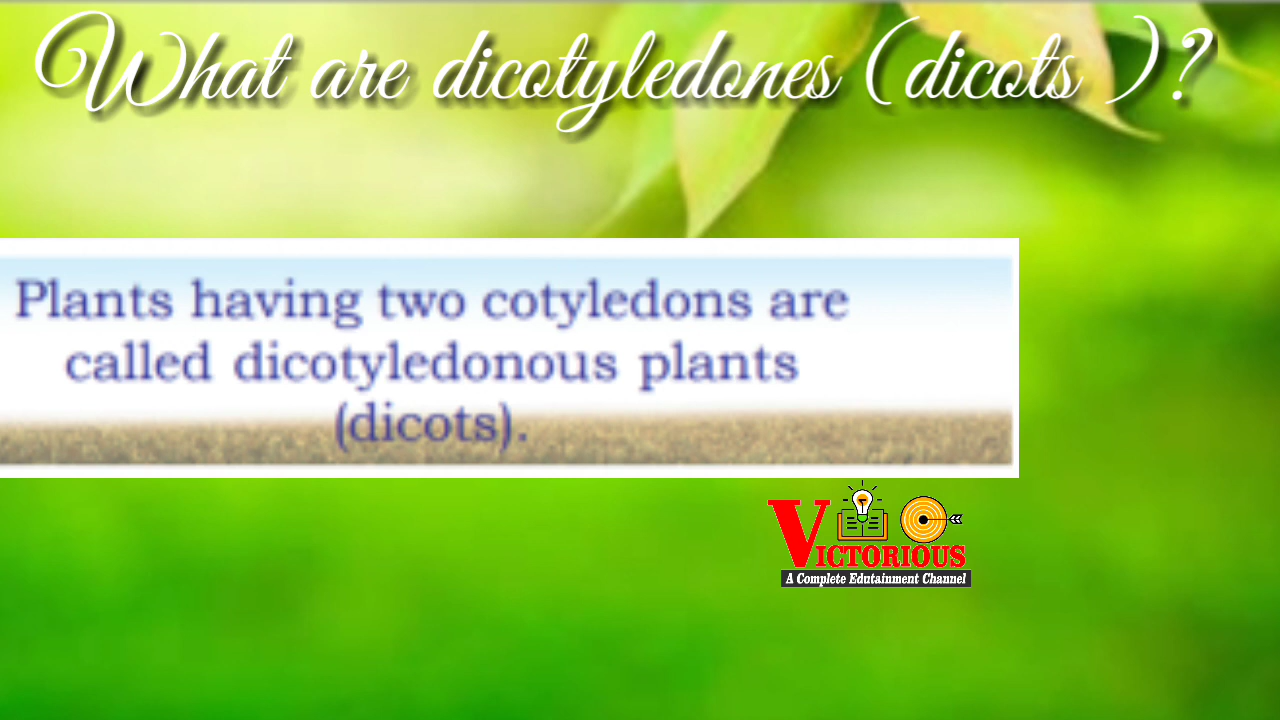 What are dicotyledones (dicots )?
Plants having two cotyledons are
called dicotyledonous plants
(dicots).
VICTORIOUS
A Complete Edutainment Channel